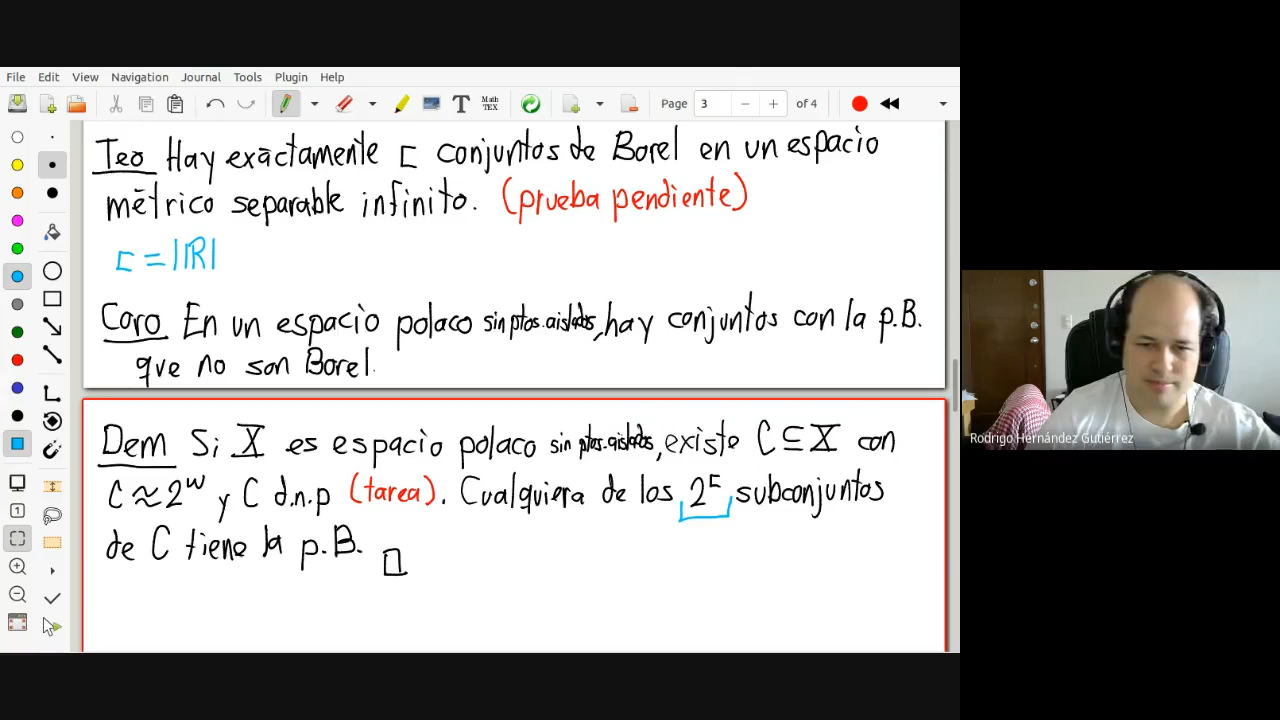 File Edit View Navigation Journal Tools Plugin Help
T Math TEX Page 3 − + of 4
Teo Hay exactamente 𝔠 conjuntos de Borel en un espacio
métrico separable infinito. (prueba pendiente)
𝔠 = |ℝ|
Coro En un espacio polaco sin ptos. aislados, hay conjuntos con la p.B.
que no son Borel.
Dem Si X es espacio polaco sin ptos. aislados, existe C ⊆ X con
C ≈ 2^ω y C d.n.p (tarea). Cualquiera de los 2^𝔠 subconjuntos
de C tiene la p.B. □
Rodrigo Hernández Gutiérrez